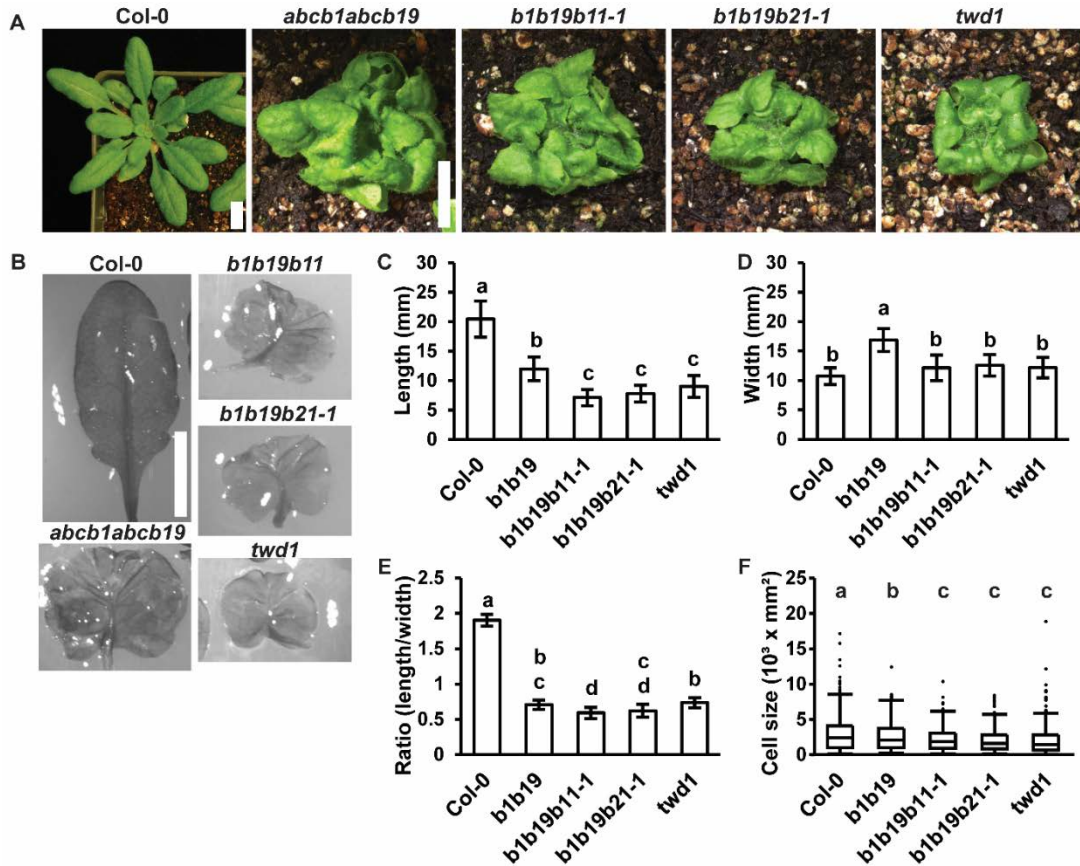 A
Col-0
abcb1abcb19
b1b19b11-1
b1b19b21-1
twd1
B
Col-0
b1b19b11
b1b19b21-1
abcb1abcb19
twd1
C
Length (mm)
30
25
20
15
10
5
0
a
b
c
c
c
Col-0
b1b19
b1b19b11-1
b1b19b21-1
twd1
D
Width (mm)
30
25
20
15
10
5
0
b
a
b
b
b
Col-0
b1b19
b1b19b11-1
b1b19b21-1
twd1
E
Ratio (length/width)
2.5
2
1.5
1
0.5
0
a
b
c
d
c
d
b
Col-0
b1b19
b1b19b11-1
b1b19b21-1
twd1
F
Cell size (10³ x mm²)
25
20
15
10
5
0
a
b
c
c
c
Col-0
b1b19
b1b19b11-1
b1b19b21-1
twd1